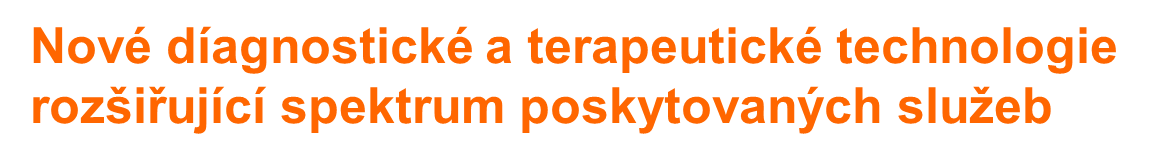 Nové díagnostické a terapeutické technologie
rozšiřující spektrum poskytovaných služeb